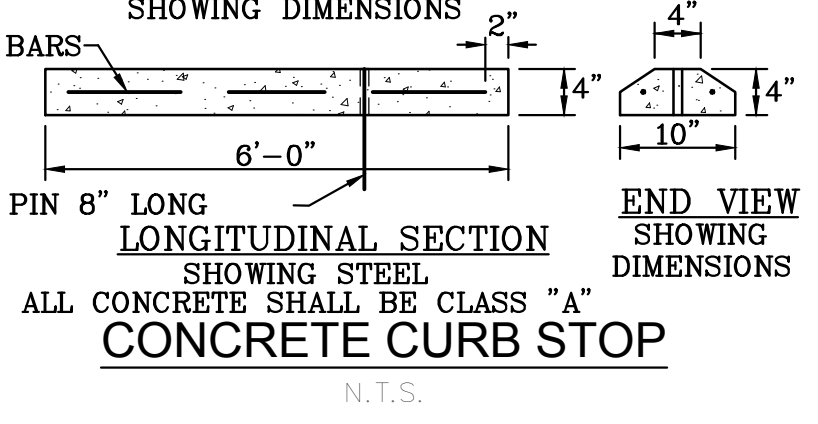 SHOWING DIMENSIONS
BARS
2"
4"
6'-0"
PIN 8" LONG
LONGITUDINAL SECTION
SHOWING STEEL
ALL CONCRETE SHALL BE CLASS "A"
4"
4"
10"
END VIEW
SHOWING
DIMENSIONS
CONCRETE CURB STOP
N.T.S.